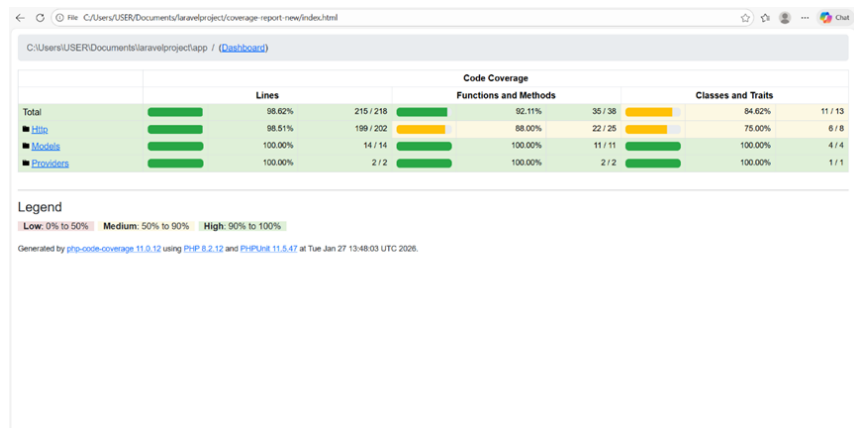 File C:/Users/USER/Documents/laravelproject/coverage-report-new/index.html Chat
C:\Users\USER\Documents\laravelproject\app / (Dashboard)
Code Coverage
Lines Functions and Methods Classes and Traits
Total 98.62% 215 / 218 92.11% 35 / 38 84.62% 11 / 13
Http 98.51% 199 / 202 88.00% 22 / 25 75.00% 6 / 8
Models 100.00% 14 / 14 100.00% 11 / 11 100.00% 4 / 4
Providers 100.00% 2 / 2 100.00% 2 / 2 100.00% 1 / 1
Legend
Low: 0% to 50% Medium: 50% to 90% High: 90% to 100%
Generated by php-code-coverage 11.0.12 using PHP 8.2.12 and PHPUnit 11.5.47 at Tue Jan 27 13:48:03 UTC 2026.